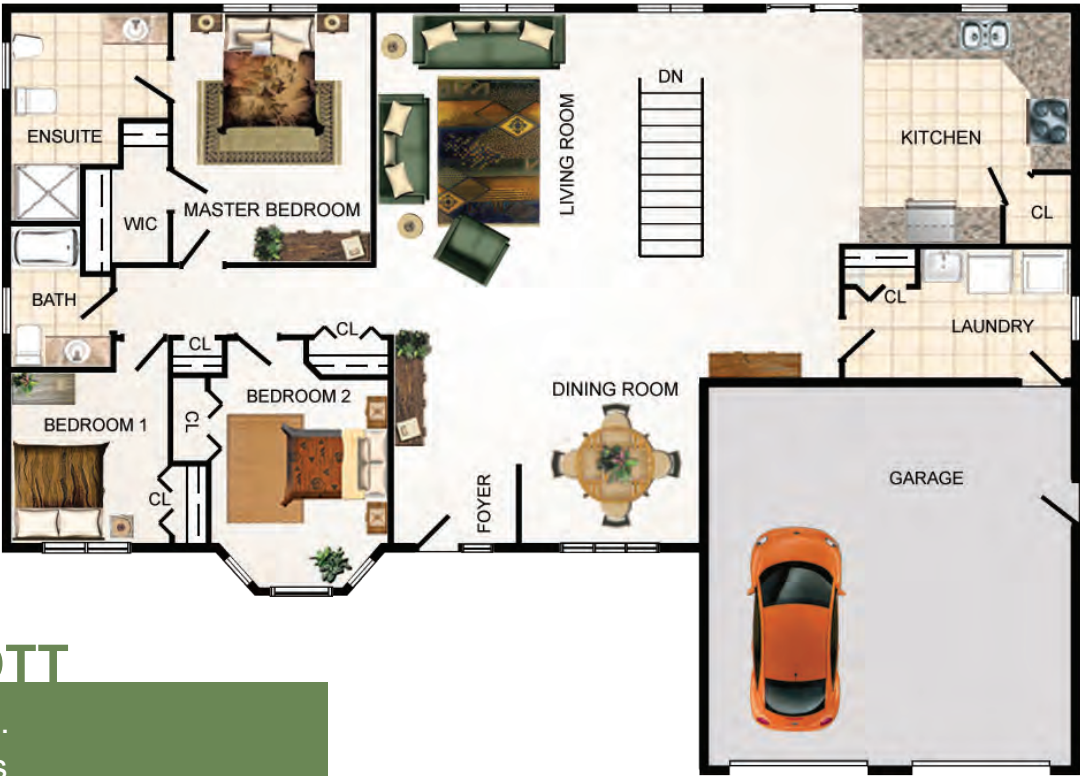 DN
ENSUITE
LIVING ROOM
KITCHEN
MASTER BEDROOM
WIC
CL
BATH
CL
LAUNDRY
CL
CL
DINING ROOM
BEDROOM 2
BEDROOM 1
CL
CL
GARAGE
FOYER